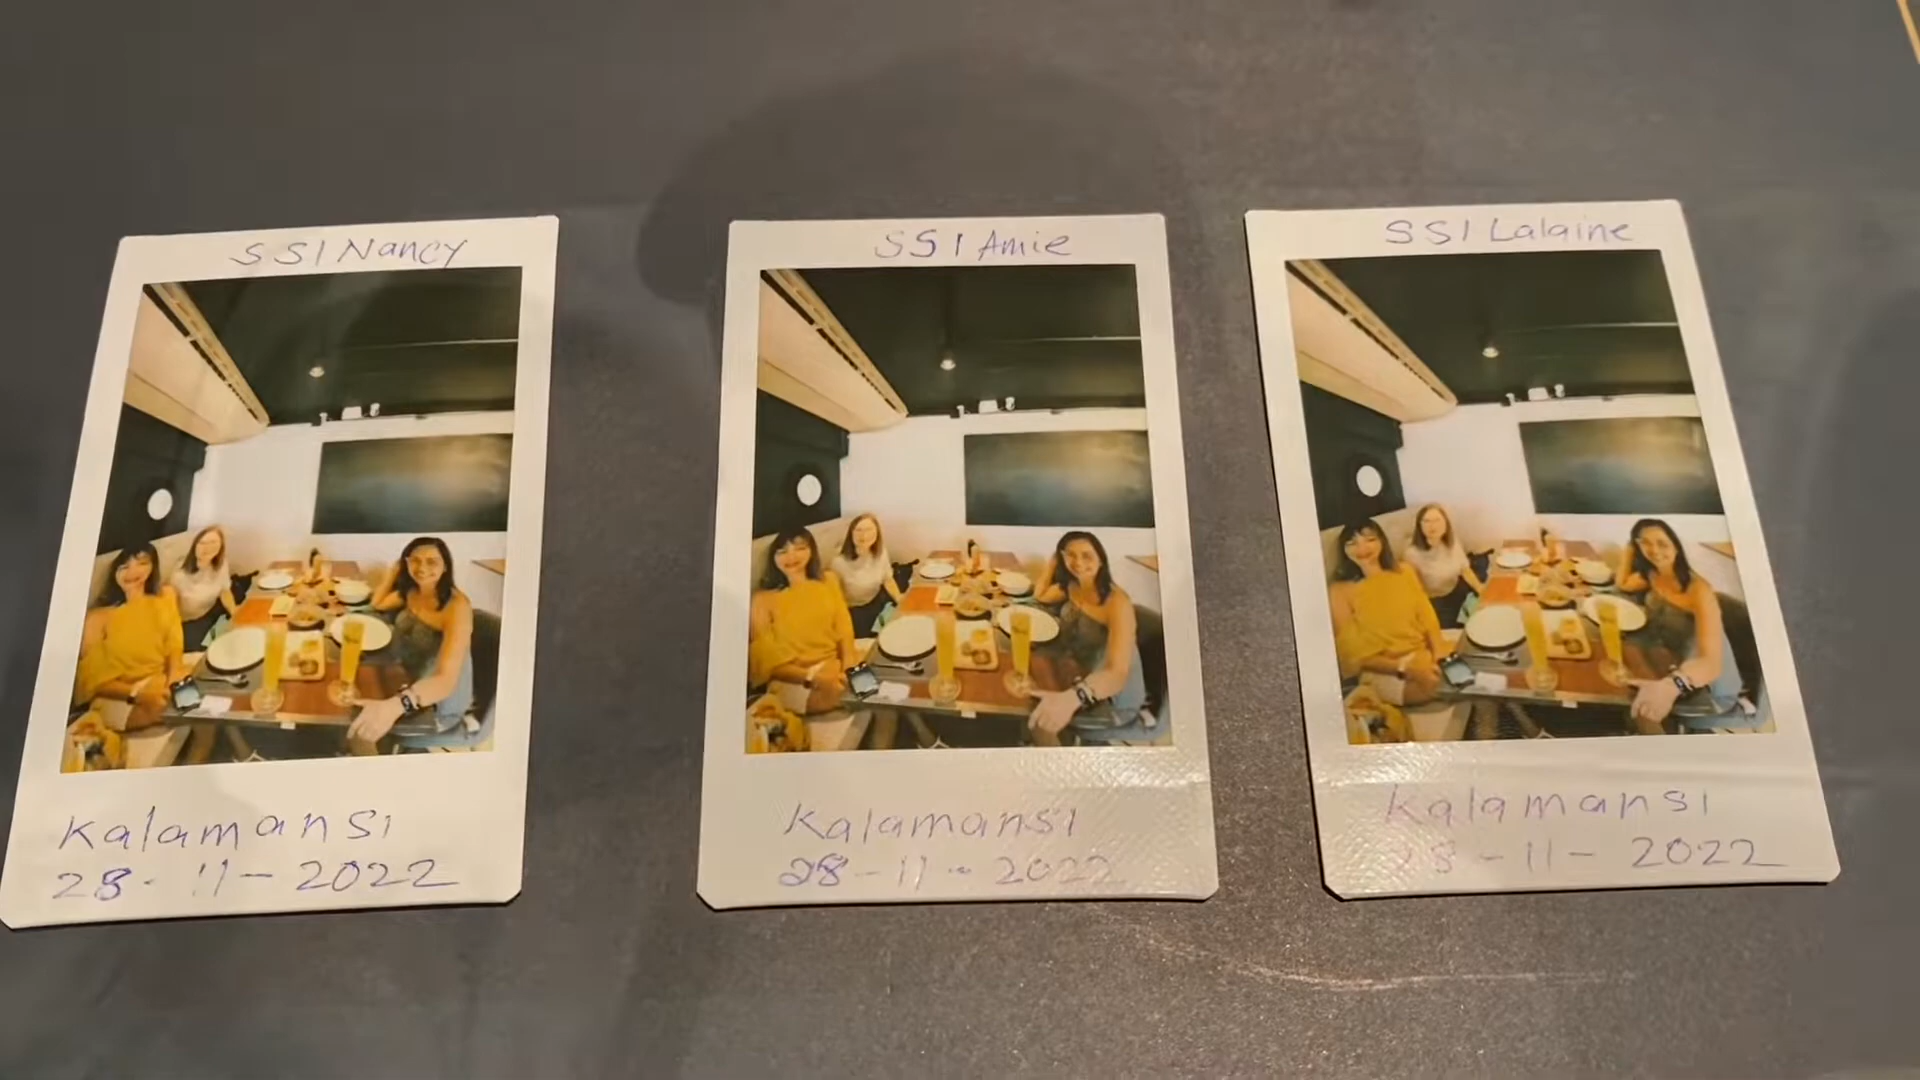 SSI Nancy
Kalamansi
28-11-2022
SSI Amie
Kalamansi
28-11-2022
SSI Lalaine
Kalamansi
28-11-2022